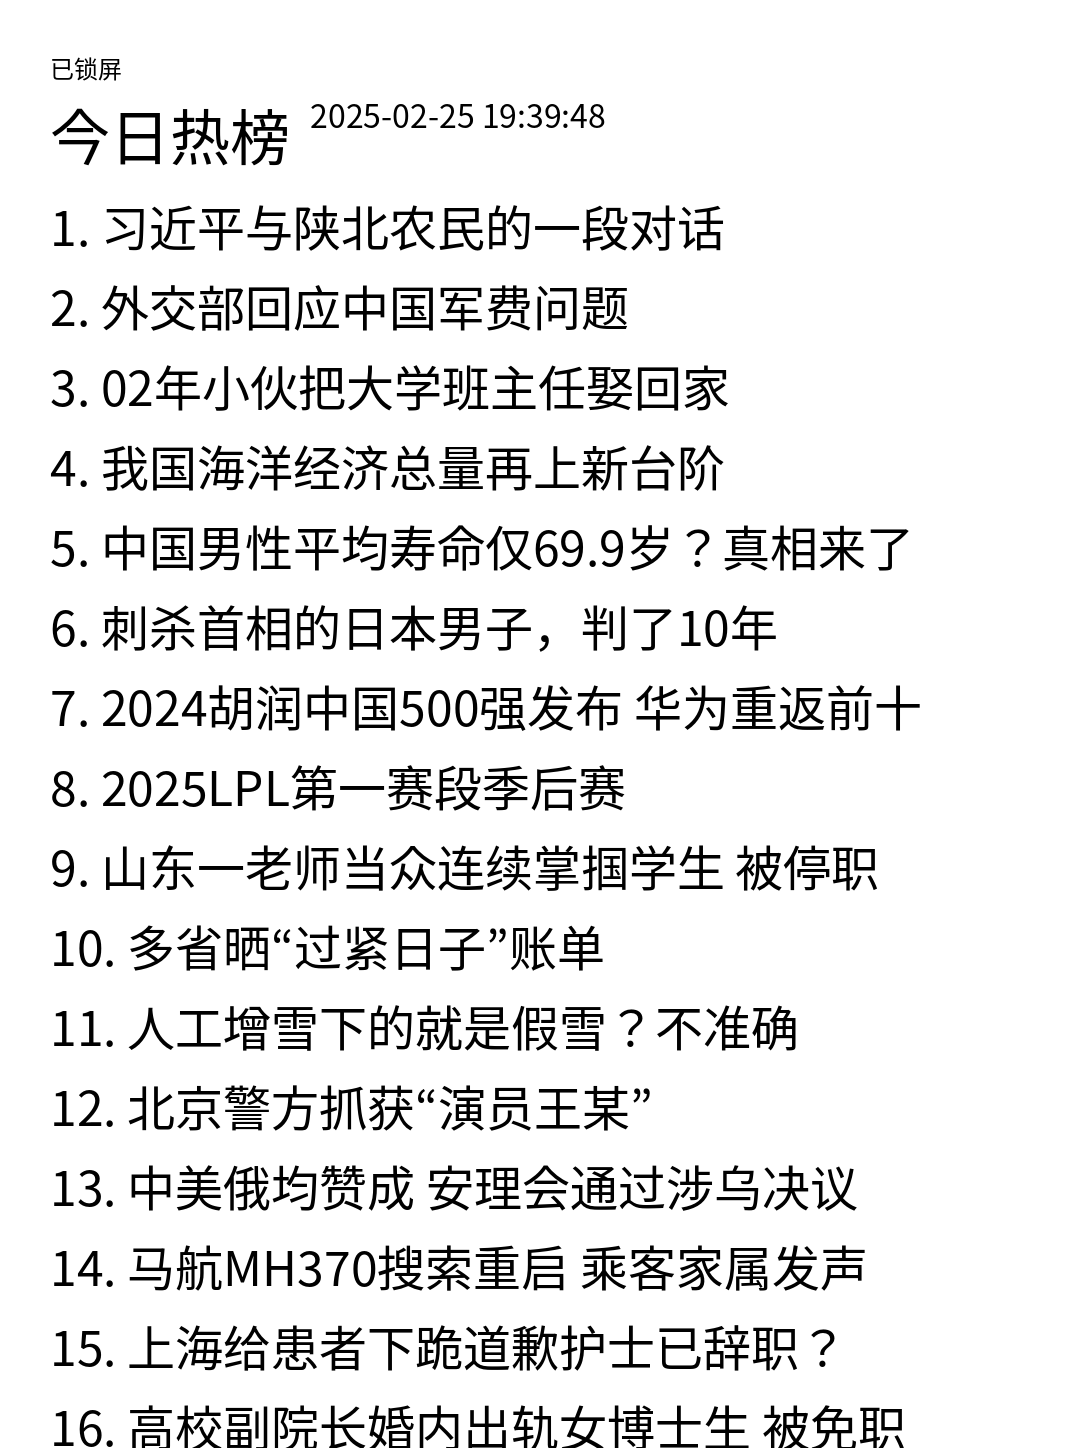 已锁屏
今日热榜 2025-02-25 19:39:48
1. 习近平与陕北农民的一段对话
2. 外交部回应中国军费问题
3. 02年小伙把大学班主任娶回家
4. 我国海洋经济总量再上新台阶
5. 中国男性平均寿命仅69.9岁？真相来了
6. 刺杀首相的日本男子，判了10年
7. 2024胡润中国500强发布 华为重返前十
8. 2025LPL第一赛段季后赛
9. 山东一老师当众连续掌掴学生 被停职
10. 多省晒“过紧日子”账单
11. 人工增雪下的就是假雪？不准确
12. 北京警方抓获“演员王某”
13. 中美俄均赞成 安理会通过涉乌决议
14. 马航MH370搜索重启 乘客家属发声
15. 上海给患者下跪道歉护士已辞职？
16. 高校副院长婚内出轨女博士生 被免职